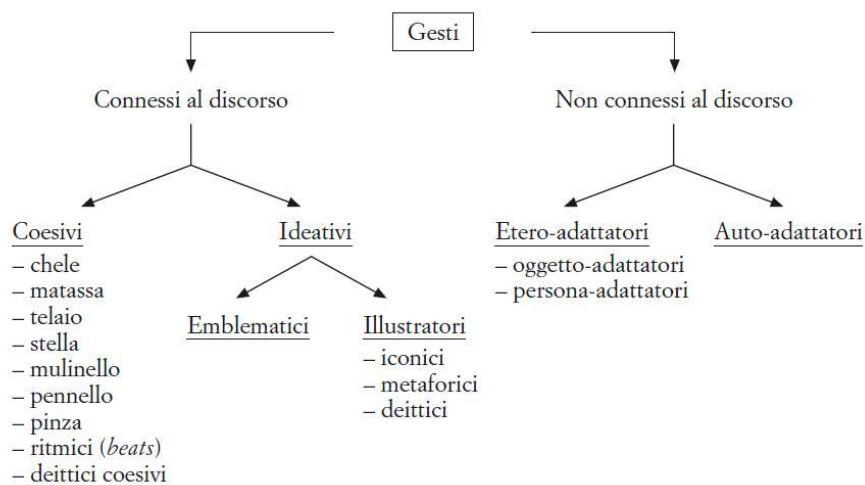 Gesti
Connessi al discorso
Non connessi al discorso
Coesivi
– chele
– matassa
– telaio
– stella
– mulinello
– pennello
– pinza
– ritmici (beats)
– deittici coesivi
Ideativi
Emblematici
Illustratori
– iconici
– metaforici
– deittici
Etero-adattatori
– oggetto-adattatori
– persona-adattatori
Auto-adattatori